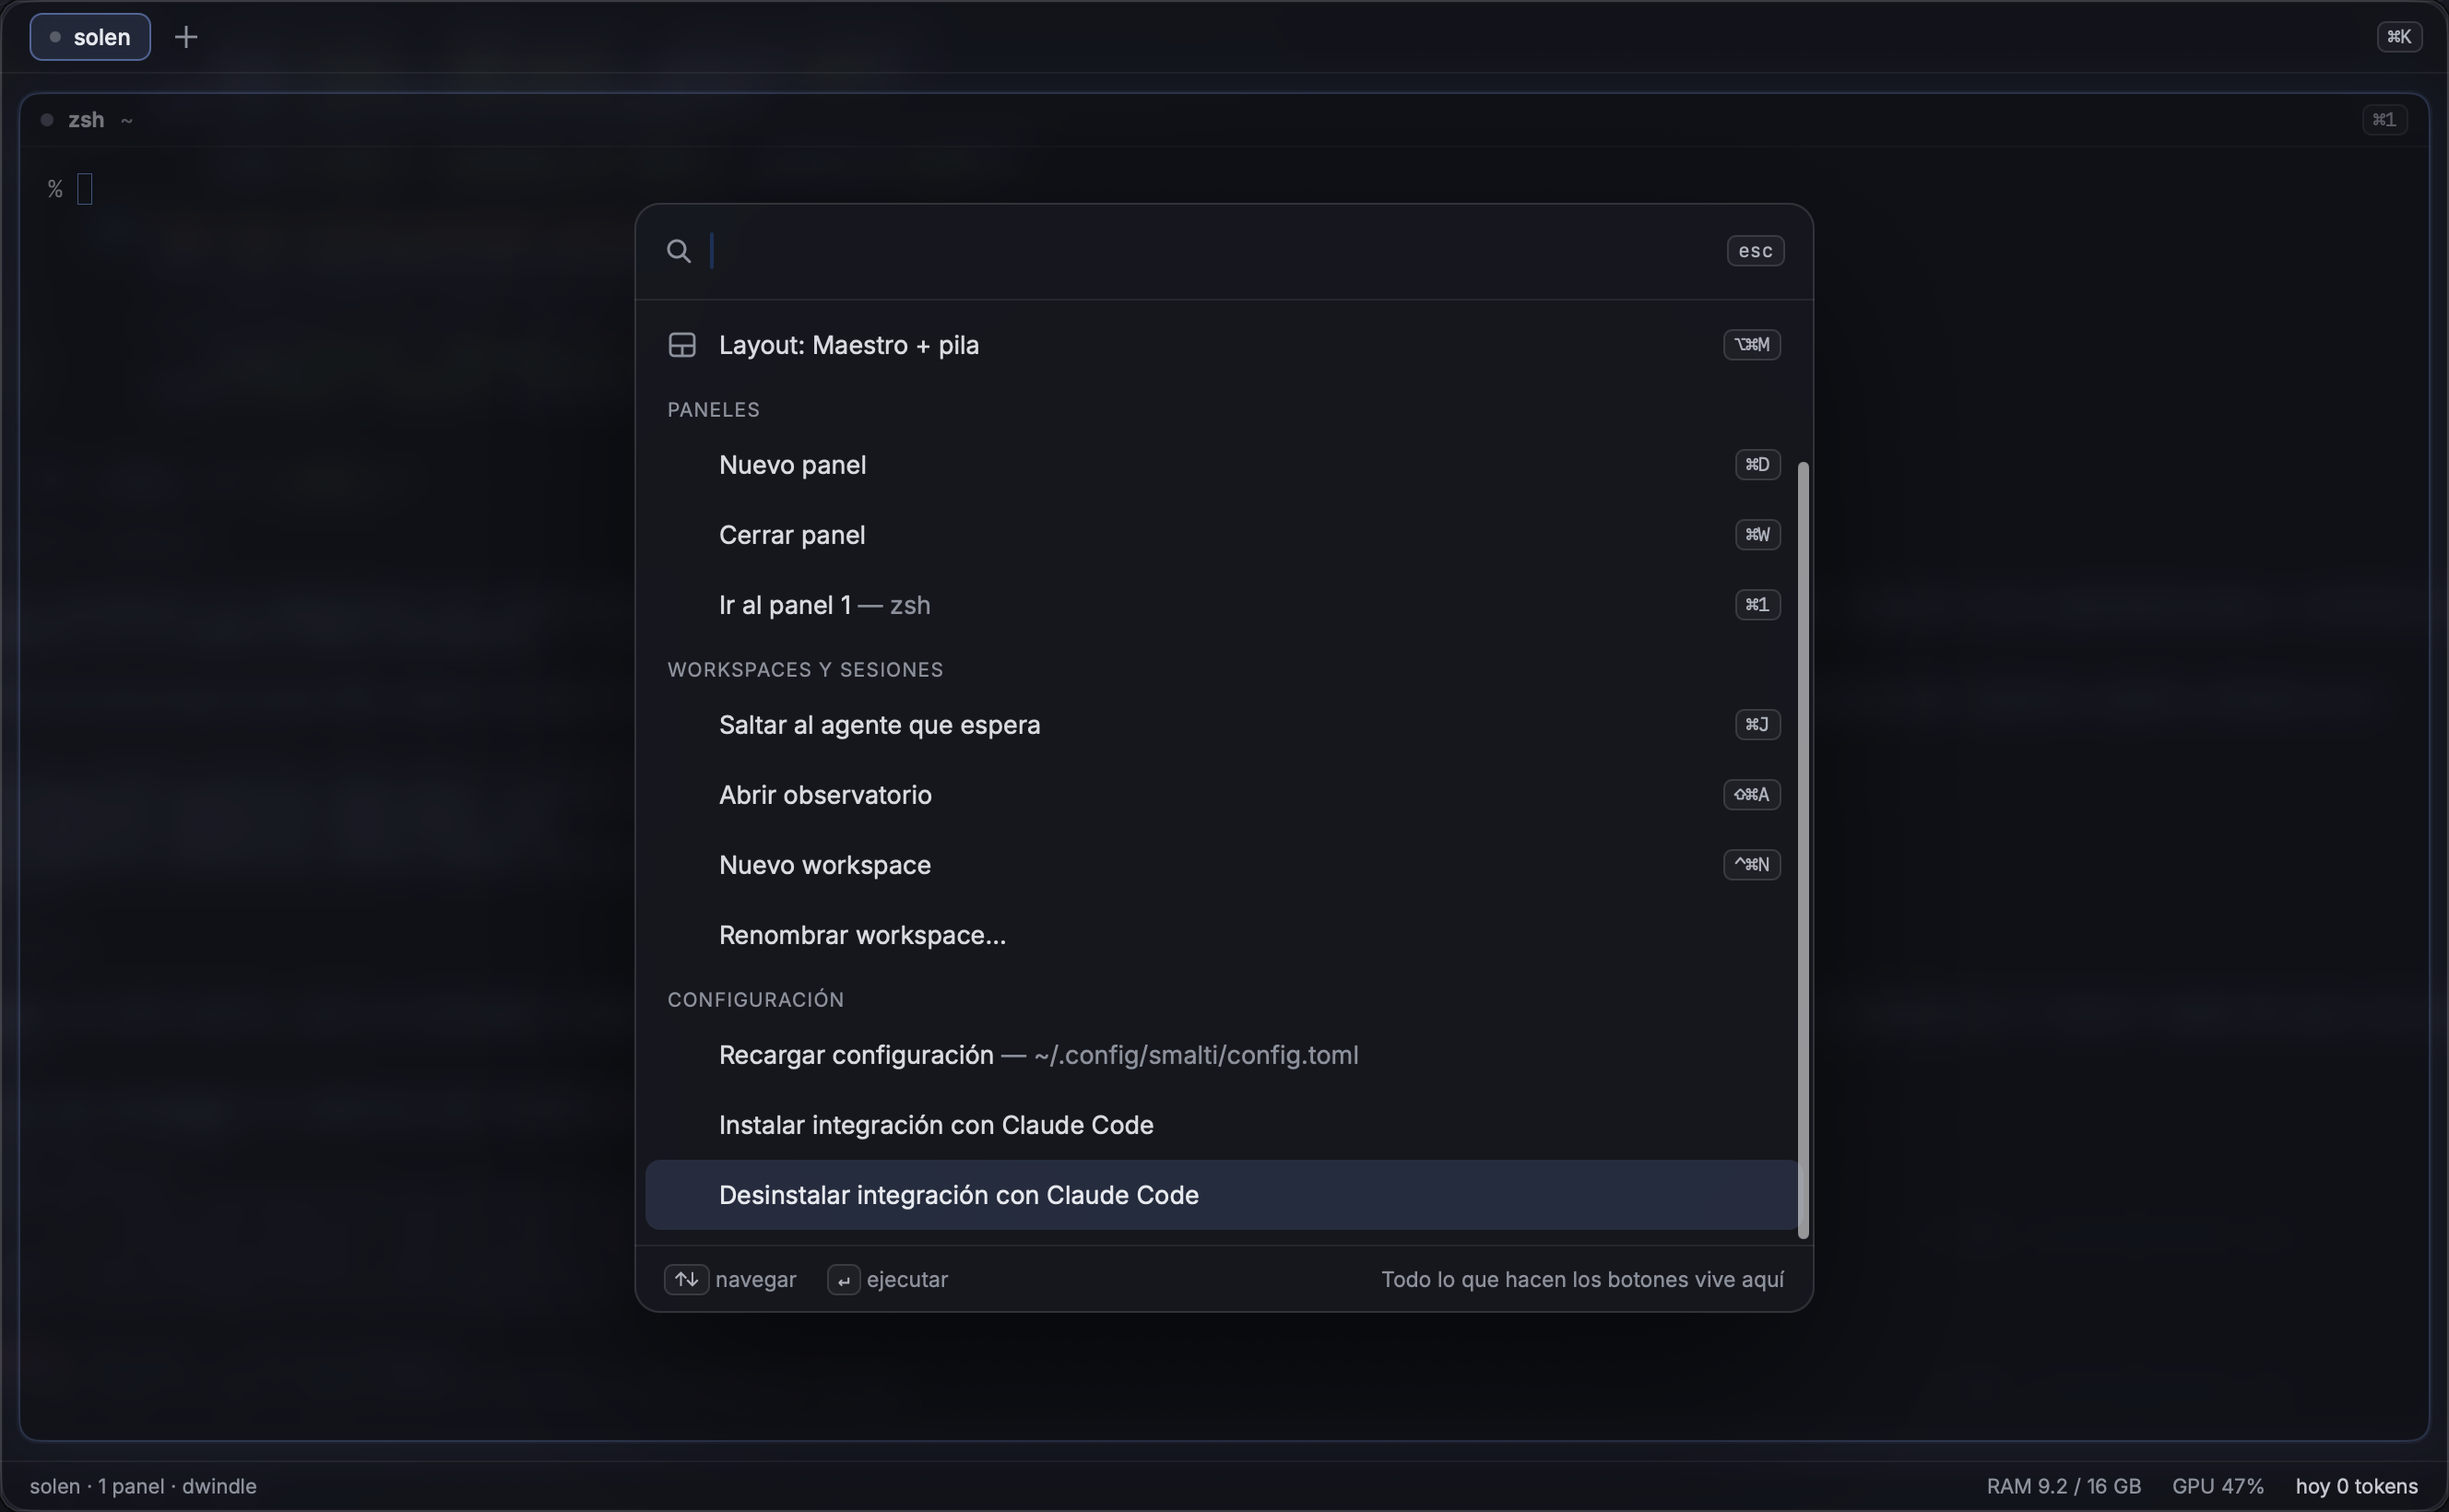 solen
⌘K
zsh ~
⌘1
%
esc
Layout: Maestro + pila ⌥⌘M
PANELES
Nuevo panel ⌘D
Cerrar panel ⌘W
Ir al panel 1 — zsh ⌘1
WORKSPACES Y SESIONES
Saltar al agente que espera ⌘J
Abrir observatorio ⇧⌘A
Nuevo workspace ^⌘N
Renombrar workspace...
CONFIGURACIÓN
Recargar configuración — ~/.config/smalti/config.toml
Instalar integración con Claude Code
Desinstalar integración con Claude Code
↑↓ navegar ↵ ejecutar Todo lo que hacen los botones vive aquí
solen · 1 panel · dwindle RAM 9.2 / 16 GB GPU 47% hoy 0 tokens